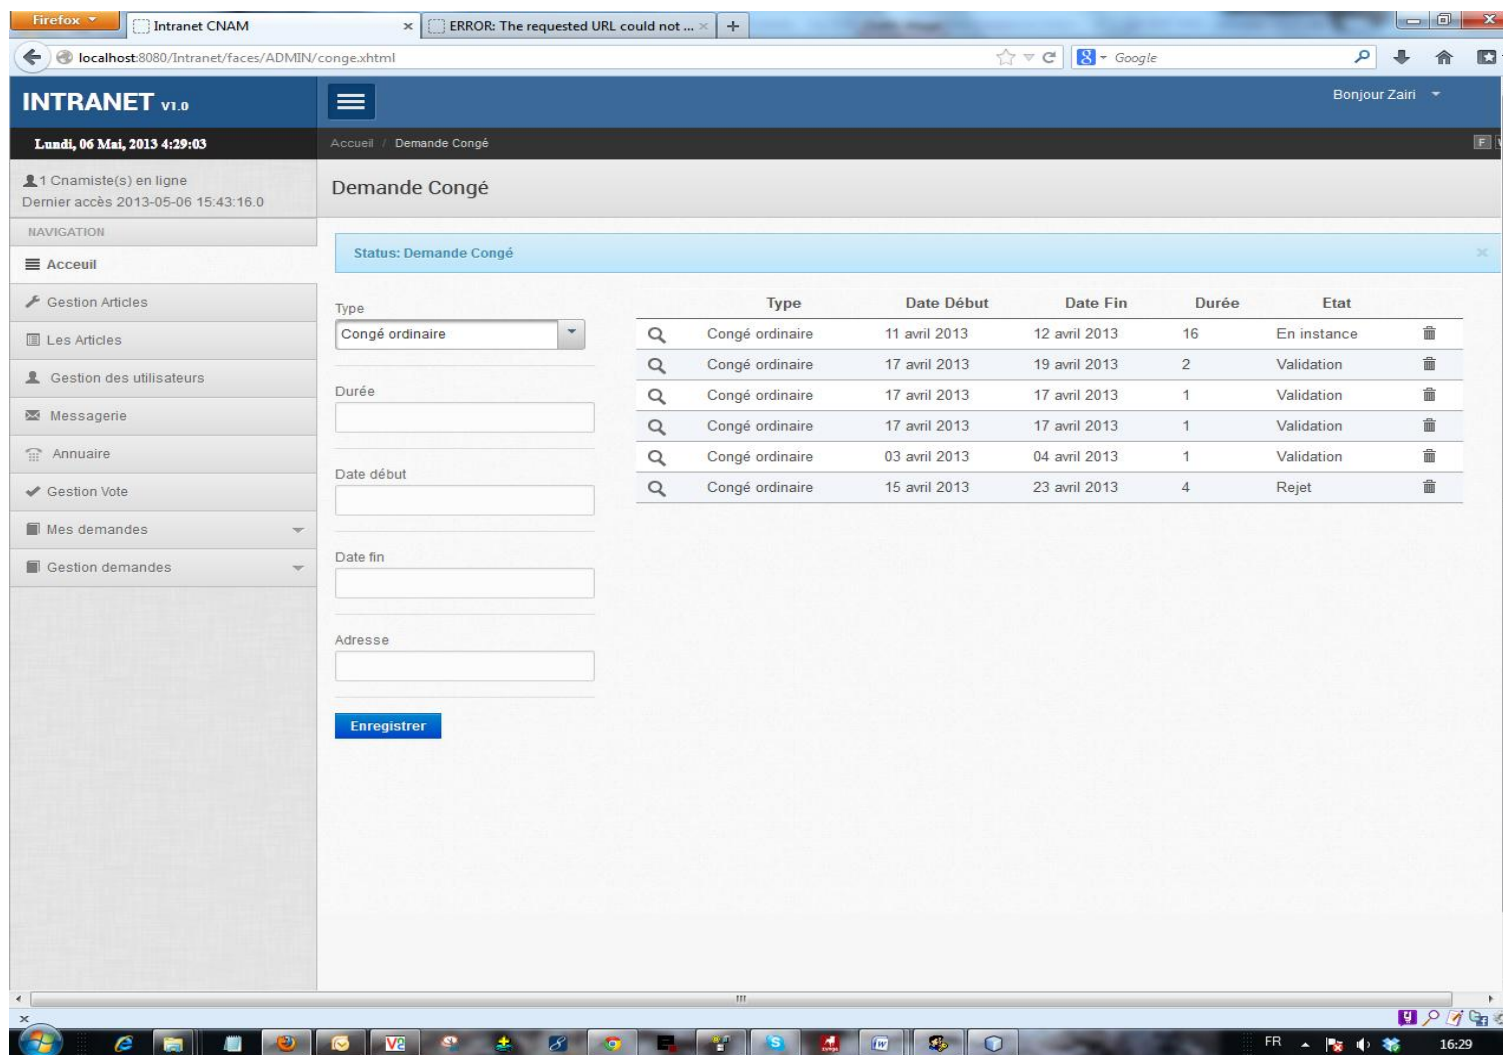 Firefox
Intranet CNAM
ERROR: The requested URL could not ...
localhost:8080/Intranet/faces/ADMIN/conge.xhtml
Google
INTRANET V1.0
Bonjour Zairi
Lundi, 06 Mai, 2013 4:29:03
Accueil / Demande Congé
F
1 Cnamiste(s) en ligne
Dernier accès 2013-05-06 15:43:16.0
Demande Congé
NAVIGATION
Status: Demande Congé
Acceuil
Gestion Articles
Les Articles
Gestion des utilisateurs
Messagerie
Annuaire
Gestion Vote
Mes demandes
Gestion demandes
Type
Congé ordinaire
Durée
Date début
Date fin
Adresse
Enregistrer
Type Date Début Date Fin Durée Etat
Congé ordinaire 11 avril 2013 12 avril 2013 16 En instance
Congé ordinaire 17 avril 2013 19 avril 2013 2 Validation
Congé ordinaire 17 avril 2013 17 avril 2013 1 Validation
Congé ordinaire 17 avril 2013 17 avril 2013 1 Validation
Congé ordinaire 03 avril 2013 04 avril 2013 1 Validation
Congé ordinaire 15 avril 2013 23 avril 2013 4 Rejet
FR
16:29